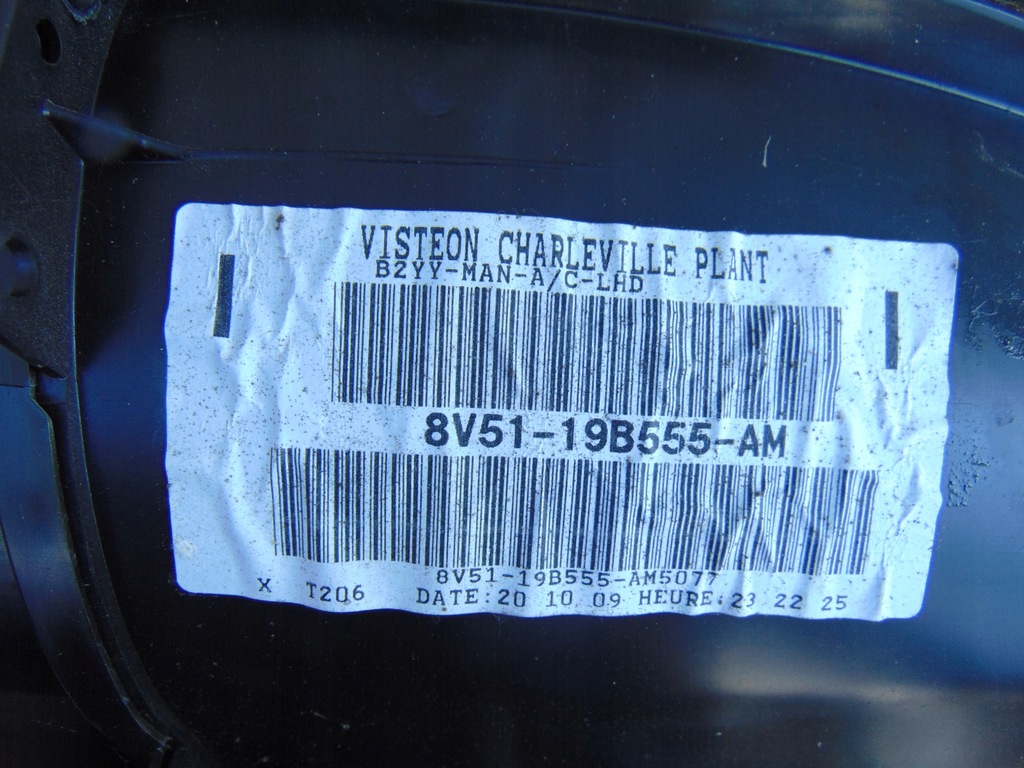 VISTEON CHARLEVILLE PLANT
B2YY-MAN-A/C-LHD
8V51-19B555-AM
8V51-19B555-AM5077
X T206 DATE:20 10 09 HEURE:23 22 25